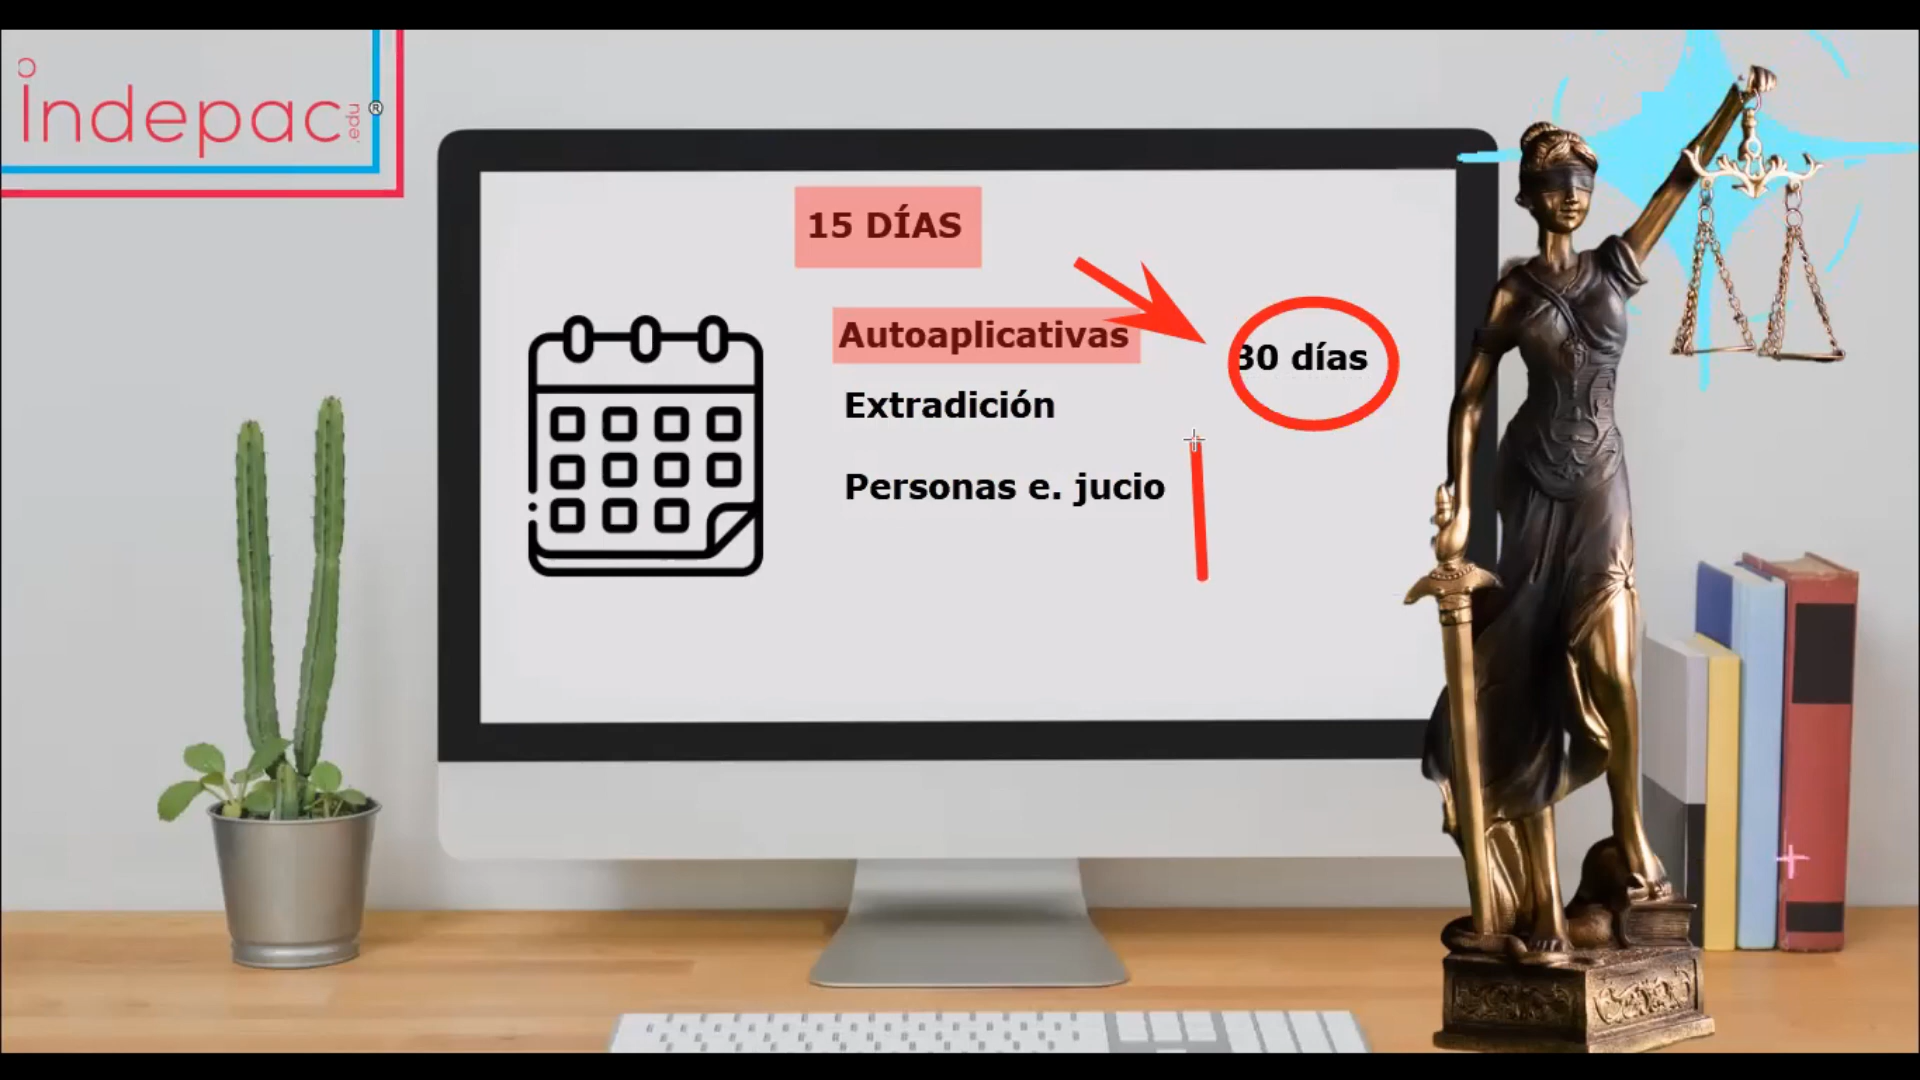 Indepac.edu ®
15 DÍAS
Autoaplicativas
30 días
Extradición
Personas e. jucio